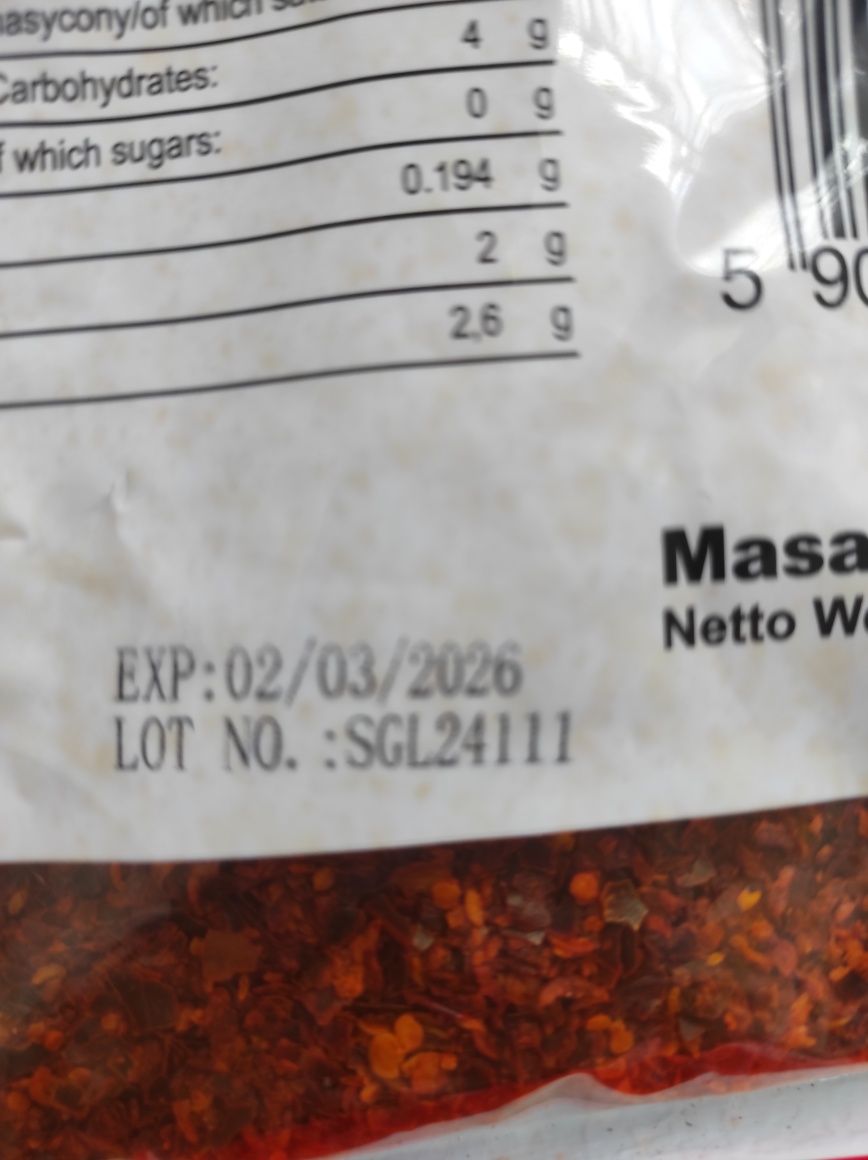 asycony/of which
4 g
Carbohydrates:
0 g
f which sugars:
0.194 g
2 g
2,6 g
5 90
Masa
Netto W
EXP:02/03/2026
LOT NO. :SGL24111